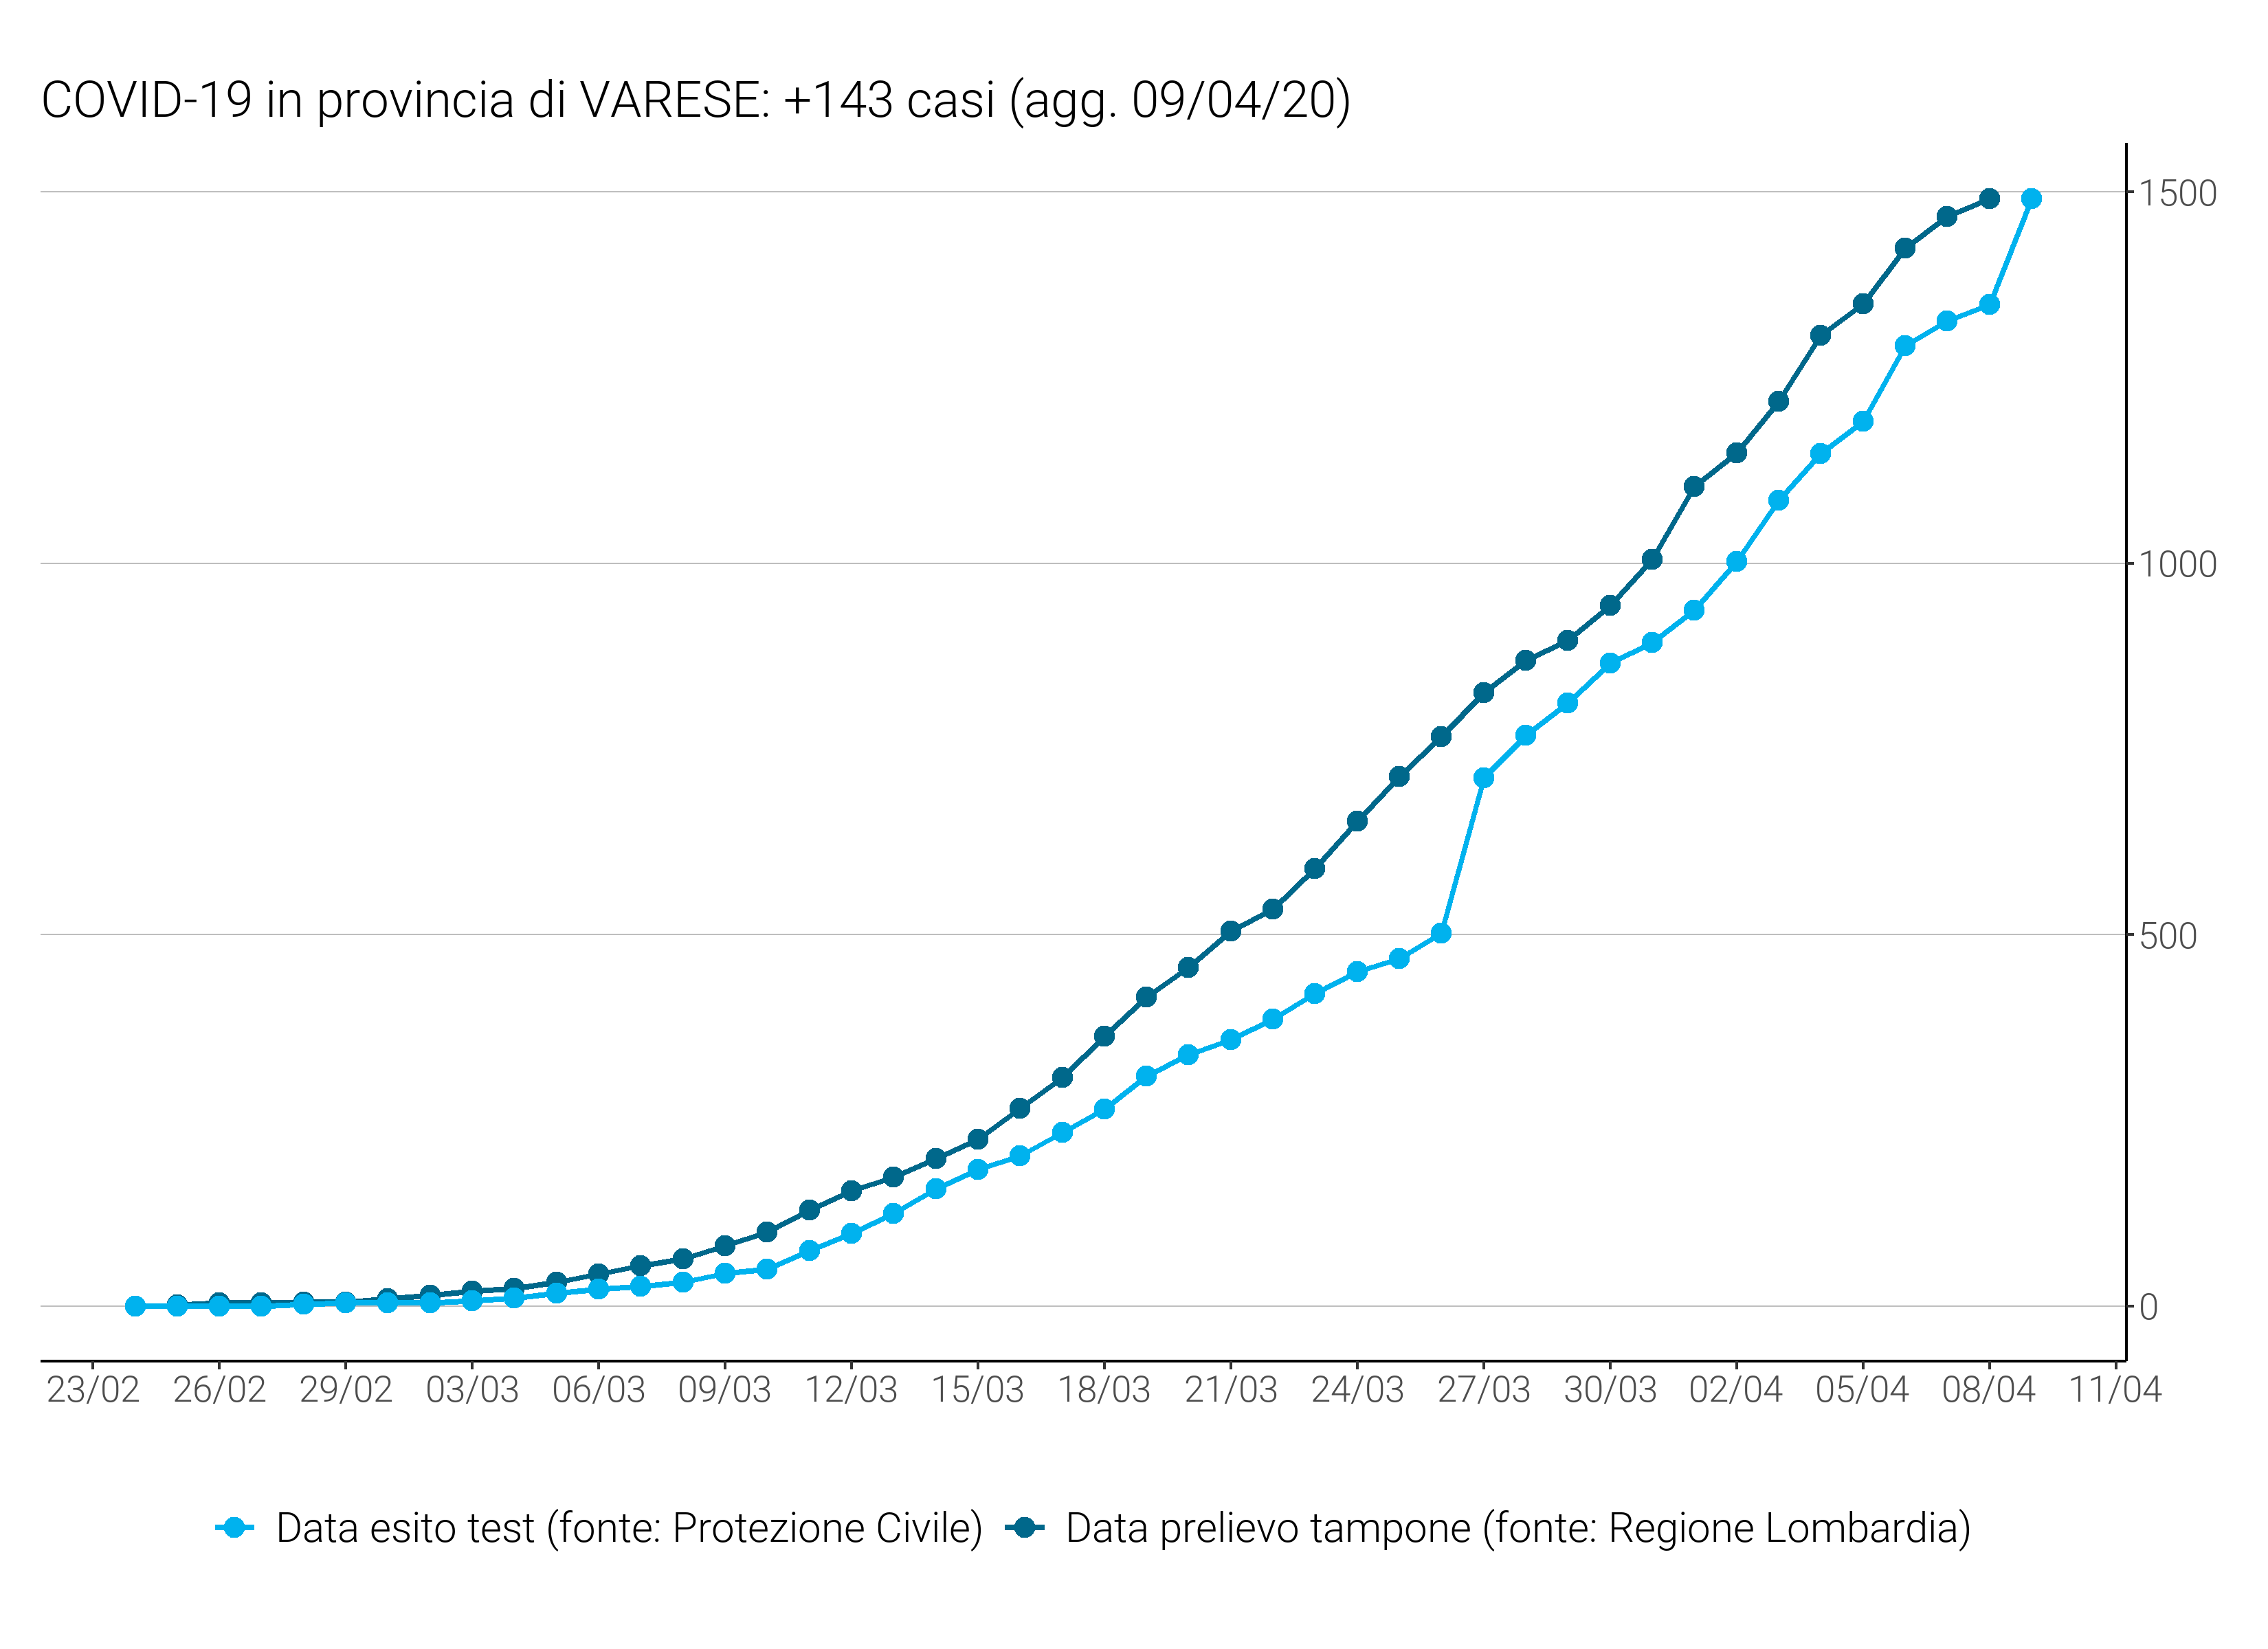 COVID-19 in provincia di VARESE: +143 casi (agg. 09/04/20)
1500
1000
500
0
23/02 26/02 29/02 03/03 06/03 09/03 12/03 15/03 18/03 21/03 24/03 27/03 30/03 02/04 05/04 08/04 11/04
Data esito test (fonte: Protezione Civile) Data prelievo tampone (fonte: Regione Lombardia)